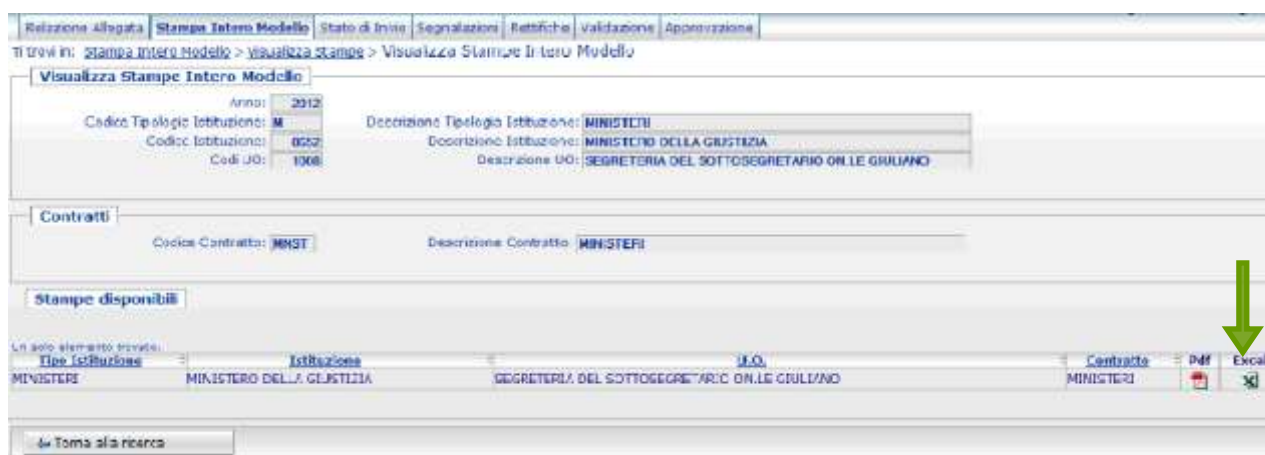 Relazione Allegata Stampa Intero Modello Stato di Invio Segnalazioni Rettifiche Validazione Approvazione
Ti trovi in: Stampa Intero Modello > Visualizza Stampe > Visualizza Stampe Intero Modello
Visualizza Stampe Intero Modello
Anno: 2012
Codice Tipologia Istituzione: M Descrizione Tipologia Istituzione: MINISTERI
Codice Istituzione: Descrizione Istituzione: MINISTERO DELLA GIUSTIZIA
Codi UO: 1008 Descrizione UO: SEGRETERIA DEL SOTTOSEGRETARIO ON.LE GIULIANO
Contratti
Codice Contratto: MNST Descrizione Contratto MINISTERI
Stampe disponibili
Un solo elemento trovato.
Tipo Istituzione Istituzione U.O. Contratto Pdf Excel
MINISTERI MINISTERO DELLA GIUSTIZIA SEGRETERIA DEL SOTTOSEGRETARIO ON.LE GIULIANO MINISTERI
Torna alla ricerca